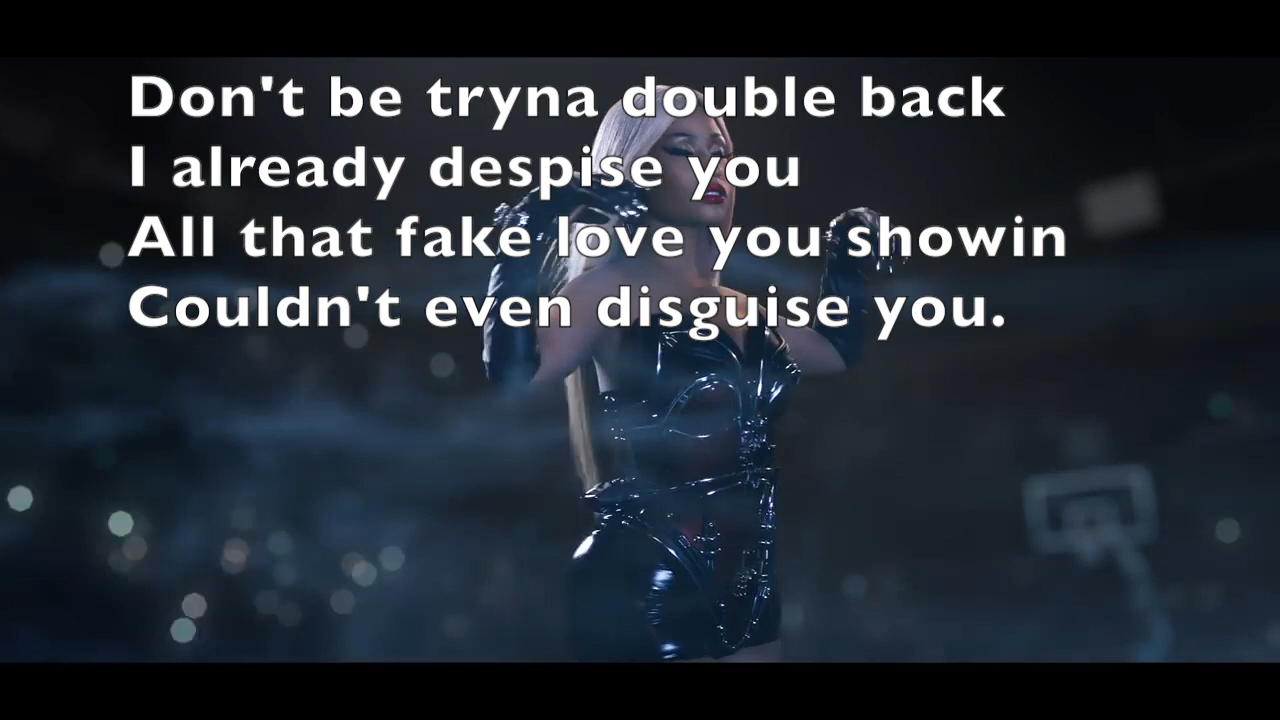 Don't be tryna double back
I already despise you
All that fake love you showin
Couldn't even disguise you.